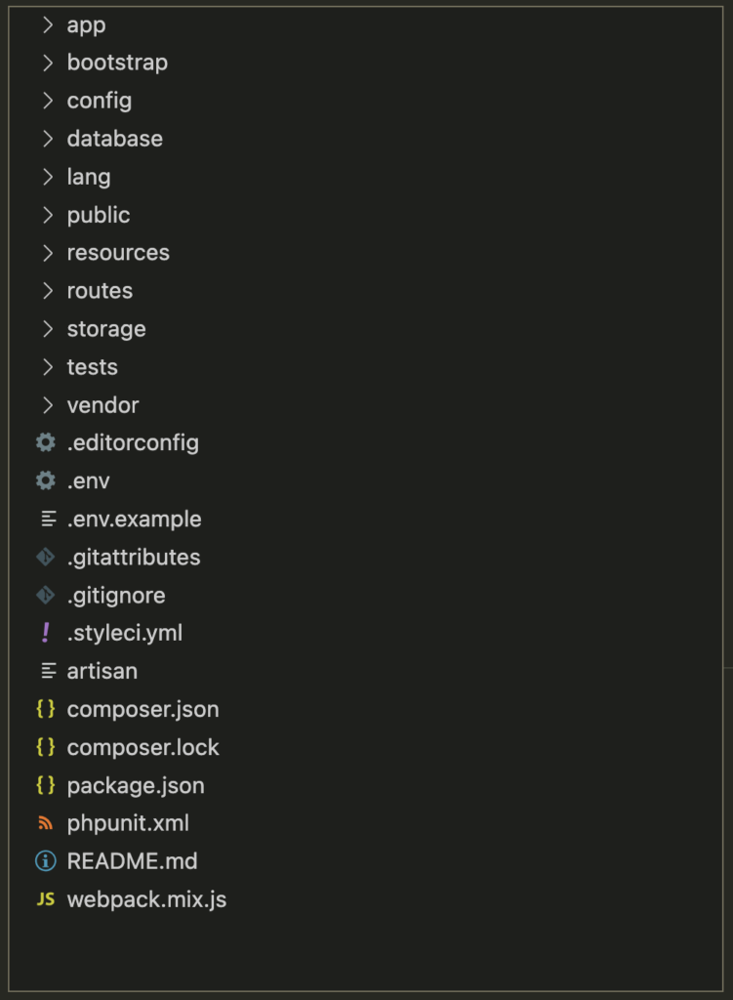 app
bootstrap
config
database
lang
public
resources
routes
storage
tests
vendor
.editorconfig
.env
.env.example
.gitattributes
.gitignore
! .styleci.yml
artisan
{} composer.json
{} composer.lock
{} package.json
phpunit.xml
README.md
JS webpack.mix.js